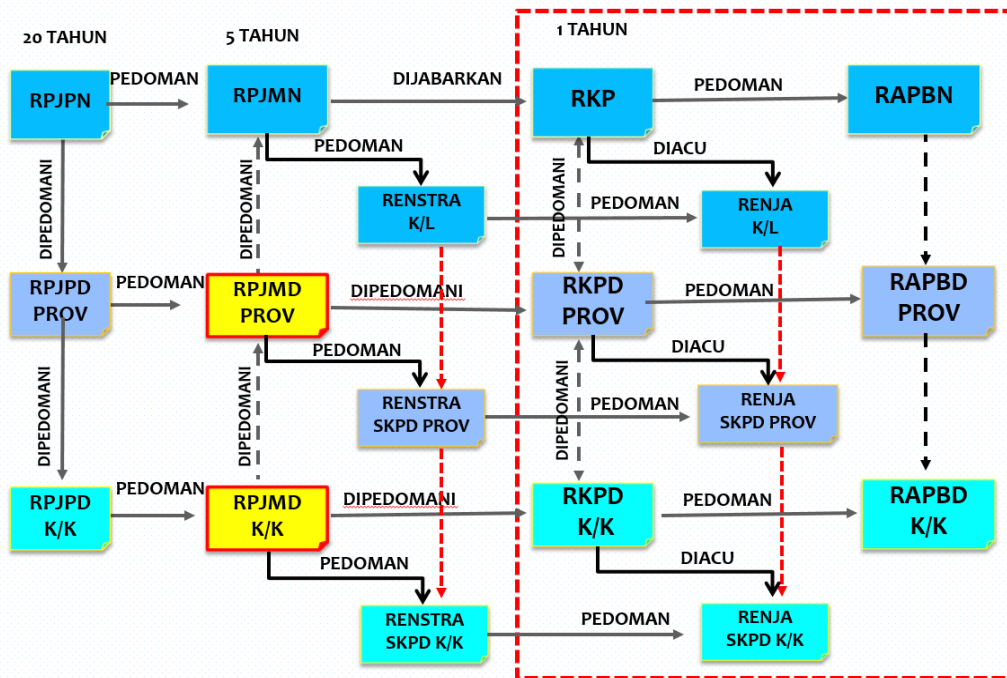 20 TAHUN
5 TAHUN
1 TAHUN
RPJPN
PEDOMAN
RPJMN
DIJABARKAN
RKP
PEDOMAN
RAPBN
DIPEDOMANI
DIPEDOMANI
PEDOMAN
DIPEDOMANI
DIACU
RENSTRA
K/L
PEDOMAN
RENJA
K/L
RPJPD
PROV
PEDOMAN
RPJMD
PROV
DIPEDOMANI
RKPD
PROV
PEDOMAN
RAPBD
PROV
DIPEDOMANI
DIPEDOMANI
PEDOMAN
DIPEDOMANI
DIACU
RENSTRA
SKPD PROV
PEDOMAN
RENJA
SKPD PROV
RPJPD
K/K
PEDOMAN
RPJMD
K/K
DIPEDOMANI
RKPD
K/K
PEDOMAN
RAPBD
K/K
PEDOMAN
DIACU
RENSTRA
SKPD K/K
PEDOMAN
RENJA
SKPD K/K